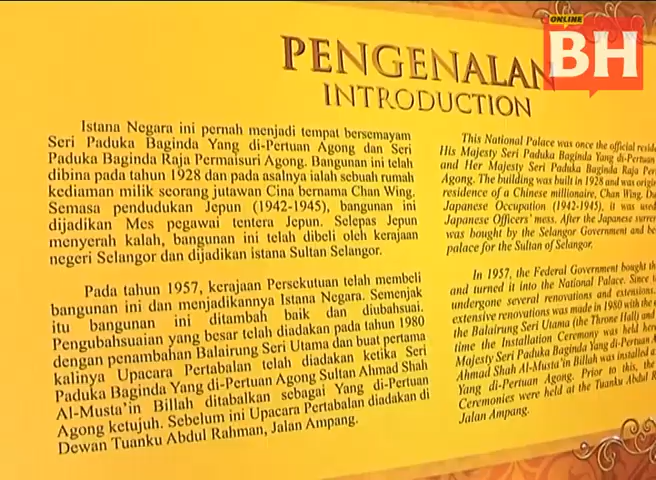 ONLINE
BH
PENGENALAN
INTRODUCTION
Istana Negara ini pernah menjadi tempat bersemayam
Seri Paduka Baginda Yang di-Pertuan Agong dan Seri
Paduka Baginda Raja Permaisuri Agong. Bangunan ini telah
dibina pada tahun 1928 dan pada asalnya ialah sebuah rumah
kediaman milik seorang jutawan Cina bernama Chan Wing.
Semasa pendudukan Jepun (1942-1945), bangunan ini
dijadikan Mes pegawai tentera Jepun. Selepas Jepun
menyerah kalah, bangunan ini telah dibeli oleh kerajaan
negeri Selangor dan dijadikan istana Sultan Selangor.
Pada tahun 1957, kerajaan Persekutuan telah membeli
bangunan ini dan menjadikannya Istana Negara. Semenjak
itu bangunan ini ditambah baik dan diubahsuai.
Pengubahsuaian yang besar telah diadakan pada tahun 1980
dengan penambahan Balairung Seri Utama dan buat pertama
kalinya Upacara Pertabalan telah diadakan ketika Seri
Paduka Baginda Yang di-Pertuan Agong Sultan Ahmad Shah
Al-Musta'in Billah ditabalkan sebagai Yang di-Pertuan
Agong ketujuh. Sebelum ini Upacara Pertabalan diadakan di
Dewan Tuanku Abdul Rahman, Jalan Ampang.
This National Palace was once the official
His Majesty Seri Paduka Baginda Yang di-Pertuan
and Her Majesty Seri Paduka Baginda Raja
Agong. The building was built in 1928 and was
residence of a Chinese millionaire, Chan Wing.
Japanese Occupation (1942-1945), it was used
Japanese Officers' mess. After the Japanese
was bought by the Selangor Government and
palace for the Sultan of Selangor.
In 1957, the Federal Government bought
and turned it into the National Palace. Since
undergone several renovations and extensions.
extensive renovations was made in 1980 with the
the Balairung Seri Utama (the Throne Hall) and
time the Installation Ceremony was held here
Majesty Seri Paduka Baginda Yang di-Pertuan
Ahmad Shah Al-Musta'in Billah was installed
Yang di-Pertuan Agong. Prior to this, the
Ceremonies were held at the Tuanku Abdul
Jalan Ampang.